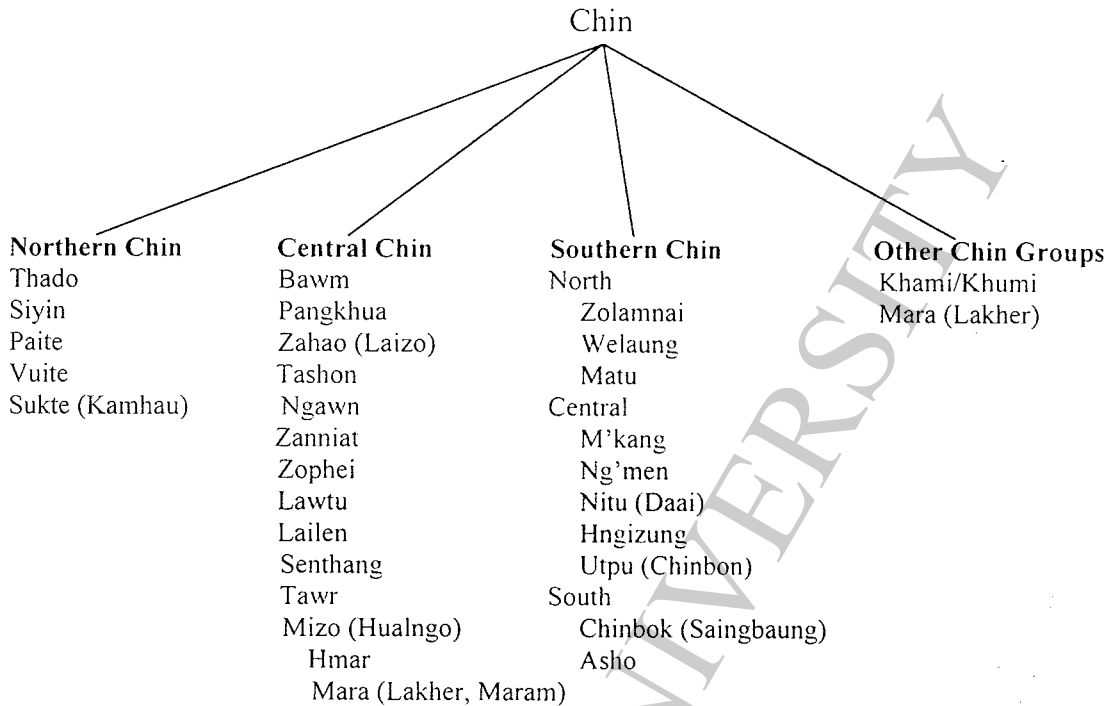 Chin
Northern Chin
Thado
Siyin
Paite
Vuite
Sukte (Kamhau)
Central Chin
Bawm
Pangkhua
Zahao (Laizo)
Tashon
Ngawn
Zanniat
Zophei
Lawtu
Lailen
Senthang
Tawr
Mizo (Hualngo)
Hmar
Mara (Lakher, Maram)
Southern Chin
North
Zolamnai
Welaung
Matu
Central
M'kang
Ng'men
Nitu (Daai)
Hngizung
Utpu (Chinbon)
South
Chinbok (Saingbaung)
Asho
Other Chin Groups
Khami/Khumi
Mara (Lakher)
NIVERSITY